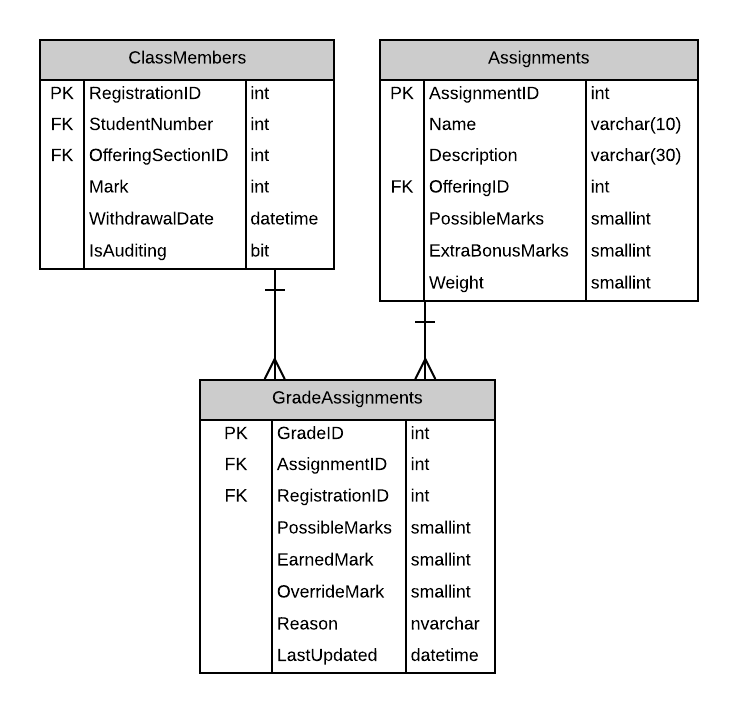 ClassMembers
PK RegistrationID int
FK StudentNumber int
FK OfferingSectionID int
Mark int
WithdrawalDate datetime
IsAuditing bit
Assignments
PK AssignmentID int
Name varchar(10)
Description varchar(30)
FK OfferingID int
PossibleMarks smallint
ExtraBonusMarks smallint
Weight smallint
GradeAssignments
PK GradeID int
FK AssignmentID int
FK RegistrationID int
PossibleMarks smallint
EarnedMark smallint
OverrideMark smallint
Reason nvarchar
LastUpdated datetime